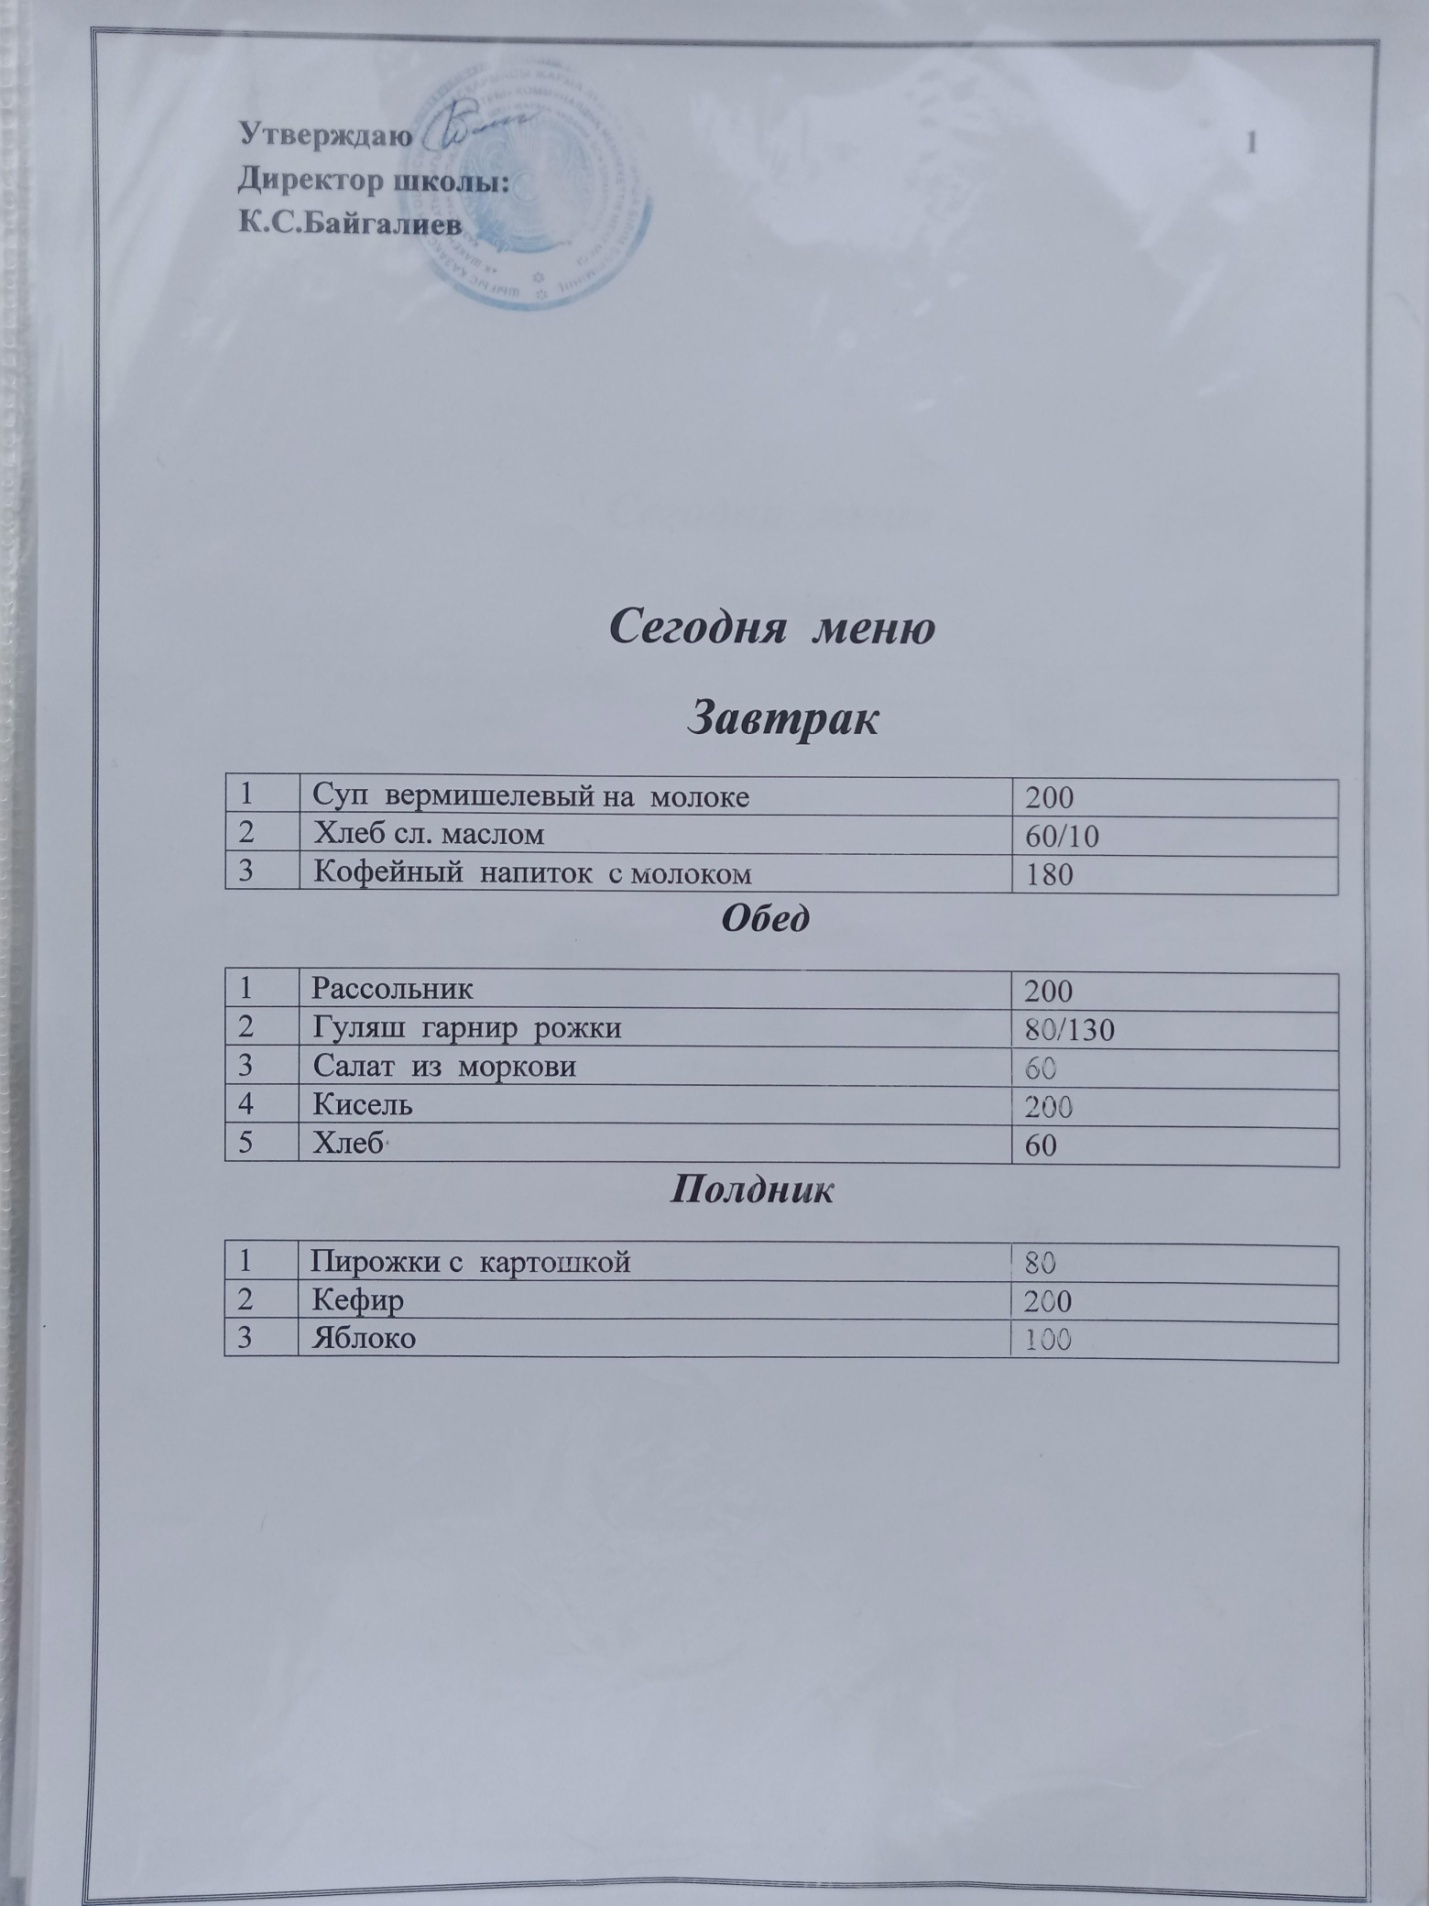 Утверждаю
1
Директор школы:
К.С.Байгалиев
Сегодня меню
Завтрак
1 Суп вермишелевый на молоке 200
2 Хлеб сл. маслом 60/10
3 Кофейный напиток с молоком 180
Обед
1 Рассольник 200
2 Гуляш гарнир рожки 80/130
3 Салат из моркови 60
4 Кисель 200
5 Хлеб 60
Полдник
1 Пирожки с картошкой 80
2 Кефир 200
3 Яблоко 100